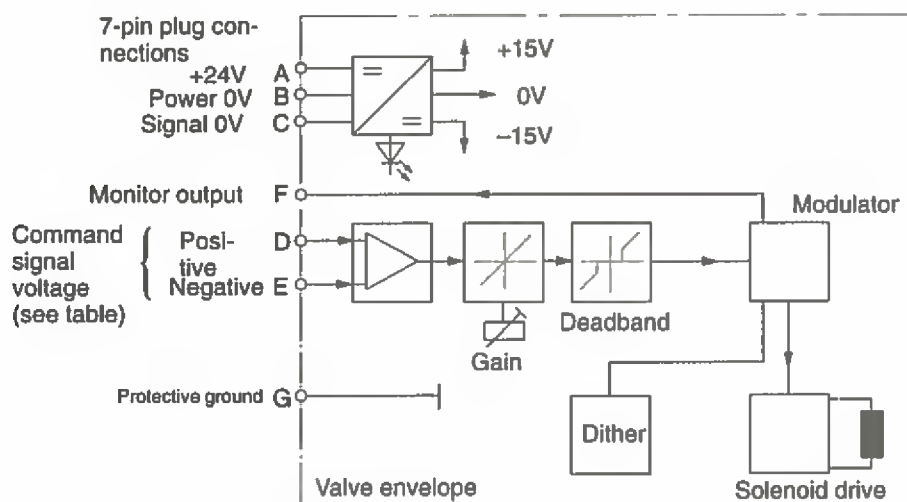 7-pin plug con-
nections
+24V A
Power 0V B
Signal 0V C
+15V
0V
–15V
Monitor output F
Modulator
Command
signal
voltage
(see table)
Posi-
tive
Negative
D
E
Deadband
Gain
Protective ground G
Dither
Valve envelope
Solenoid drive